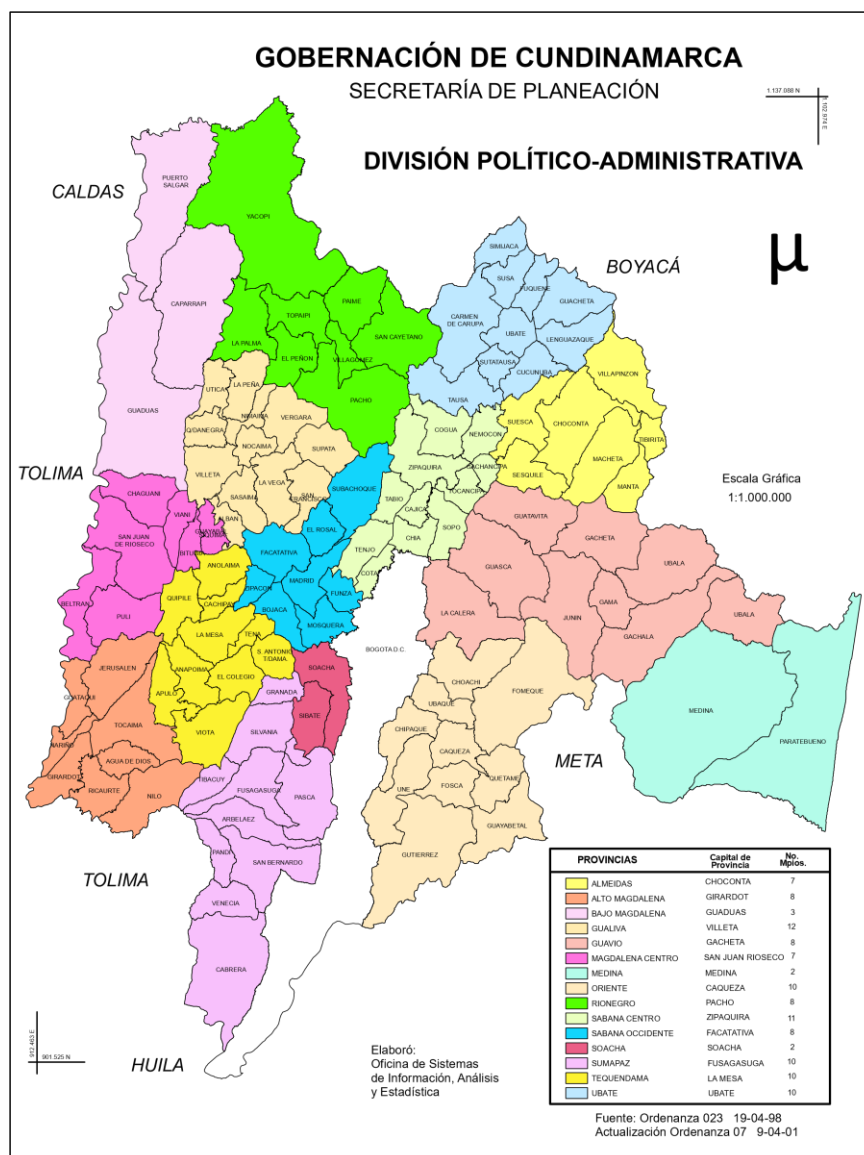 GOBERNACIÓN DE CUNDINAMARCA
SECRETARÍA DE PLANEACIÓN
1 137.088 N
DIVISIÓN POLÍTICO-ADMINISTRATIVA
µ
CALDAS
BOYACÁ
TOLIMA
META
TOLIMA
HUILA
PUERTO
SALGAR
YACOPI
CAPARRAPI
GUADUAS
TOPAIPI
PAIME
LA PALMA
EL PEÑON
VILLAGOMEZ
SAN CAYETANO
PACHO
SIMIJACA
SUSA
FUQUENE
GUACHETA
CARMEN
DE CARUPA
UBATE
LENGUAZAQUE
SUTATAUSA
CUCUNUBA
TAUSA
VILLAPINZON
SUESCA
CHOCONTA
TIBIRITA
MACHETA
SESQUILE
MANTA
UTICA
LA PEÑA
NIMAIMA
VERGARA
NOCAIMA
SUPATA
VILLETA
LA VEGA
SAN
FRANCISCO
SASAIMA
ALBAN
COGUA
NEMOCON
ZIPAQUIRA
GACHANCIPA
TOCANCIPA
TABIO
CAJICA
SOPO
CHIA
TENJO
COTA
SUBACHOQUE
EL ROSAL
FACATATIVA
MADRID
FUNZA
ZIPACON
BOJACA
MOSQUERA
CHAGUANI
VIANI
SAN JUAN
DE RIOSECO
BITUIMA
BELTRAN
PULI
ANOLAIMA
QUIPILE
CACHIPAY
LA MESA
TENA
S. ANTONIO
T/DAMA.
ANAPOIMA
EL COLEGIO
APULO
VIOTA
SOACHA
SIBATE
BOGOTA D.C.
GUATAVITA
GACHETA
GUASCA
UBALA
GAMA
UBALA
LA CALERA
JUNIN
GACHALA
MEDINA
PARATEBUENO
JERUSALEN
GUATAQUI
TOCAIMA
NARIÑO
AGUA DE DIOS
GIRARDOT
RICAURTE
NILO
GRANADA
SILVANIA
TIBACUY
FUSAGASUGA
PASCA
ARBELAEZ
PANDI
SAN BERNARDO
VENECIA
CABRERA
CHOACHI
FOMEQUE
UBAQUE
CHIPAQUE
CAQUEZA
UNE
FOSCA
QUETAME
GUAYABETAL
GUTIERREZ
Escala Gráfica
1:1.000.000
PROVINCIAS Capital de Provincia No. Mpios.
ALMEIDAS CHOCONTA 7
ALTO MAGDALENA GIRARDOT 8
BAJO MAGDALENA GUADUAS 3
GUALIVA VILLETA 12
GUAVIO GACHETA 8
MAGDALENA CENTRO SAN JUAN RIOSECO 7
MEDINA MEDINA 2
ORIENTE CAQUEZA 10
RIONEGRO PACHO 8
SABANA CENTRO ZIPAQUIRA 11
SABANA OCCIDENTE FACATATIVA 8
SOACHA SOACHA 2
SUMAPAZ FUSAGASUGA 10
TEQUENDAMA LA MESA 10
UBATE UBATE 10
901.525 N
Elaboró:
Oficina de Sistemas
de Información, Análisis
y Estadística
Fuente: Ordenanza 023 19-04-98
Actualización Ordenanza 07 9-04-01